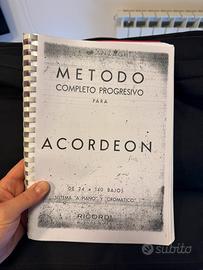 METODO
COMPLETO PROGRESIVO
PARA
ACORDEON
DE 24 A 140 BAJOS
SISTEMA "A PIANO" Y "CROMATICO"
RICORDI
subito